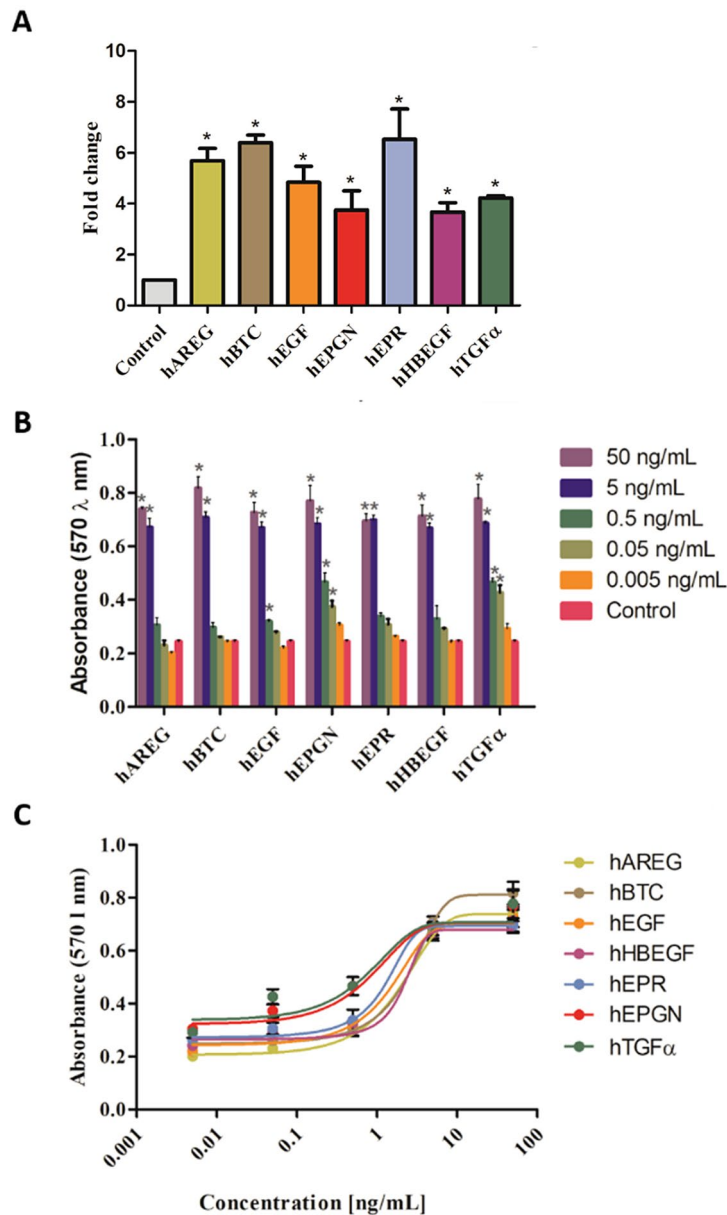 A
Fold change
10
8
6
4
2
0
* * * * * * *
Control
hAREG
hBTC
hEGF
hEPGN
hEPR
hHBEGF
hTGFα
B
Absorbance (570 λ nm)
1.0
0.8
0.6
0.4
0.2
0.0
* * * * * * * * * * * * * * * * * * *
hAREG
hBTC
hEGF
hEPGN
hEPR
hHBEGF
hTGFα
50 ng/mL
5 ng/mL
0.5 ng/mL
0.05 ng/mL
0.005 ng/mL
Control
C
Absorbance (570 l nm)
1.0
0.8
0.6
0.4
0.2
0.0
0.001
0.01
0.1
1
10
100
Concentration [ng/mL]
hAREG
hBTC
hEGF
hHBEGF
hEPR
hEPGN
hTGFα